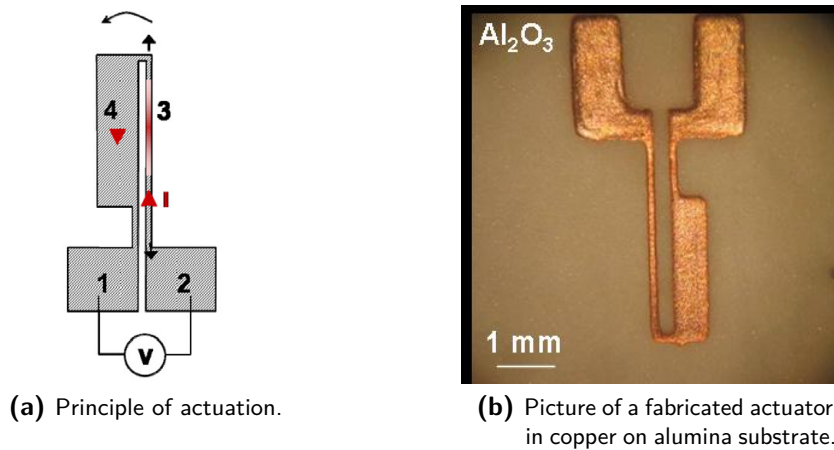 4
3
I
1
2
V
(a) Principle of actuation.
Al₂O₃
1 mm
(b) Picture of a fabricated actuator
in copper on alumina substrate.